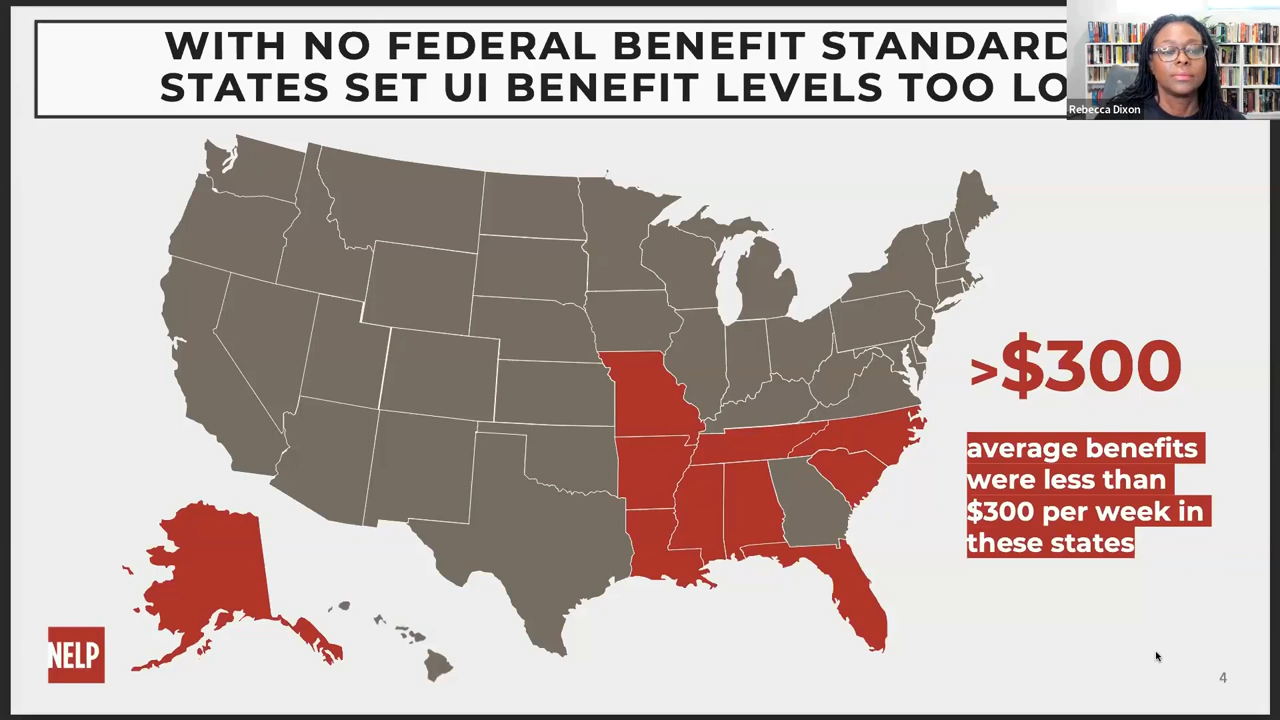 WITH NO FEDERAL BENEFIT STANDARD
STATES SET UI BENEFIT LEVELS TOO LO
Rebecca Dixon
>$300
average benefits
were less than
$300 per week in
these states
NELP
4